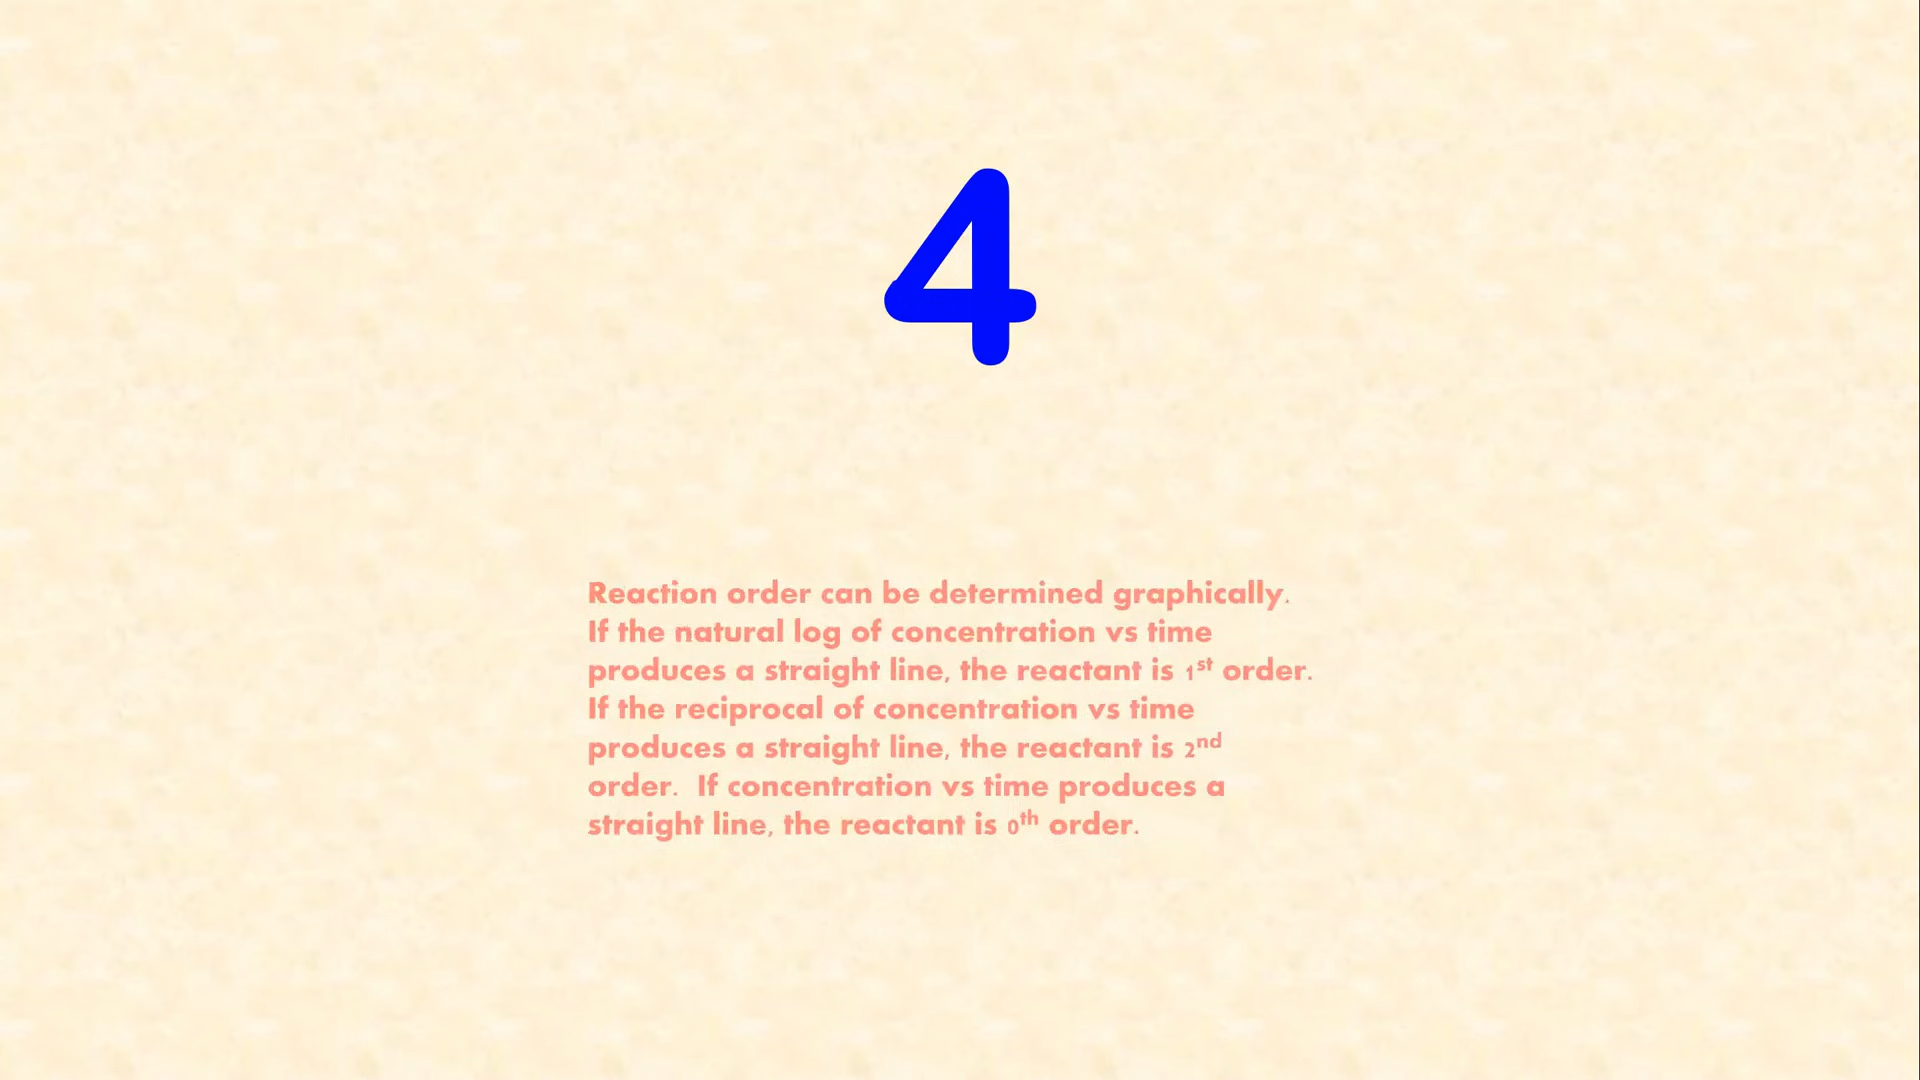 4
Reaction order can be determined graphically.
If the natural log of concentration vs time
produces a straight line, the reactant is 1st order.
If the reciprocal of concentration vs time
produces a straight line, the reactant is 2nd
order.  If concentration vs time produces a
straight line, the reactant is 0th order.